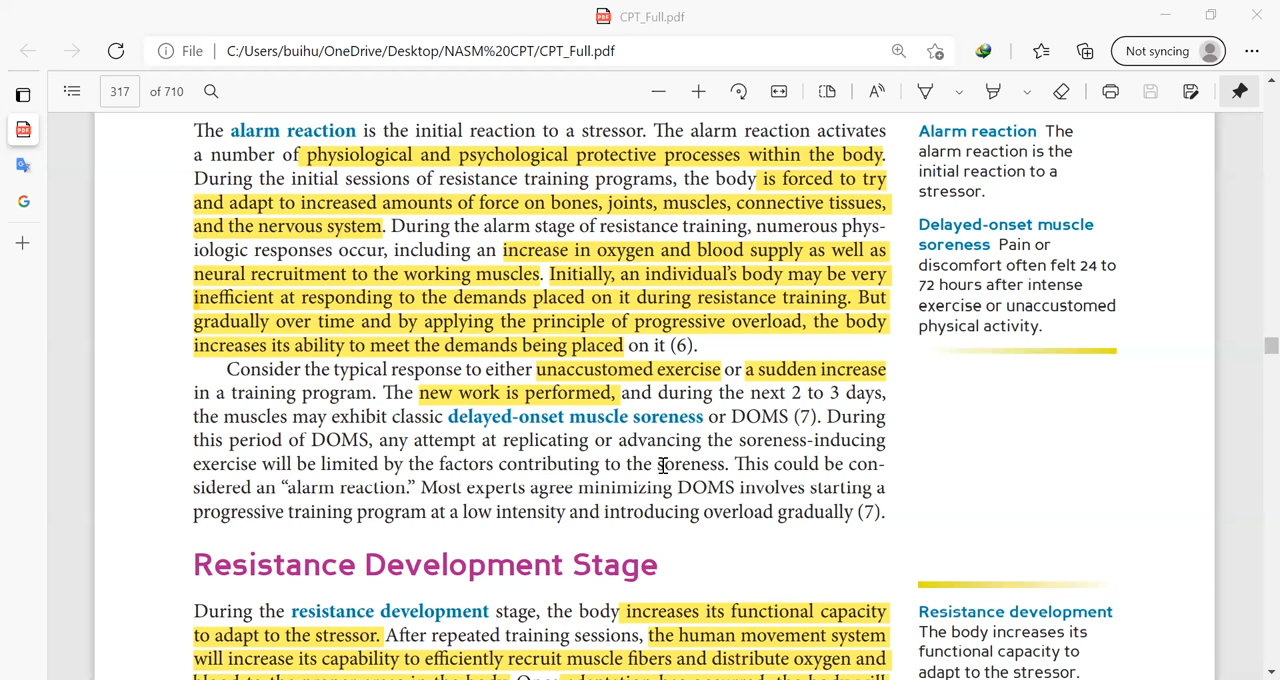 CPT_Full.pdf
File
C:/Users/buihu/OneDrive/Desktop/NASM%20CPT/CPT_Full.pdf
Not syncing
317 of 710
The alarm reaction is the initial reaction to a stressor. The alarm reaction activates
a number of physiological and psychological protective processes within the body.
During the initial sessions of resistance training programs, the body is forced to try
and adapt to increased amounts of force on bones, joints, muscles, connective tissues,
and the nervous system. During the alarm stage of resistance training, numerous phys-
iologic responses occur, including an increase in oxygen and blood supply as well as
neural recruitment to the working muscles. Initially, an individual's body may be very
inefficient at responding to the demands placed on it during resistance training. But
gradually over time and by applying the principle of progressive overload, the body
increases its ability to meet the demands being placed on it (6).
Consider the typical response to either unaccustomed exercise or a sudden increase
in a training program. The new work is performed, and during the next 2 to 3 days,
the muscles may exhibit classic delayed-onset muscle soreness or DOMS (7). During
this period of DOMS, any attempt at replicating or advancing the soreness-inducing
exercise will be limited by the factors contributing to the soreness. This could be con-
sidered an “alarm reaction.” Most experts agree minimizing DOMS involves starting a
progressive training program at a low intensity and introducing overload gradually (7).
Resistance Development Stage
During the resistance development stage, the body increases its functional capacity
to adapt to the stressor. After repeated training sessions, the human movement system
will increase its capability to efficiently recruit muscle fibers and distribute oxygen and
Alarm reaction The
alarm reaction is the
initial reaction to a
stressor.
Delayed-onset muscle
soreness Pain or
discomfort often felt 24 to
72 hours after intense
exercise or unaccustomed
physical activity.
Resistance development
The body increases its
functional capacity to
adapt to the stressor.